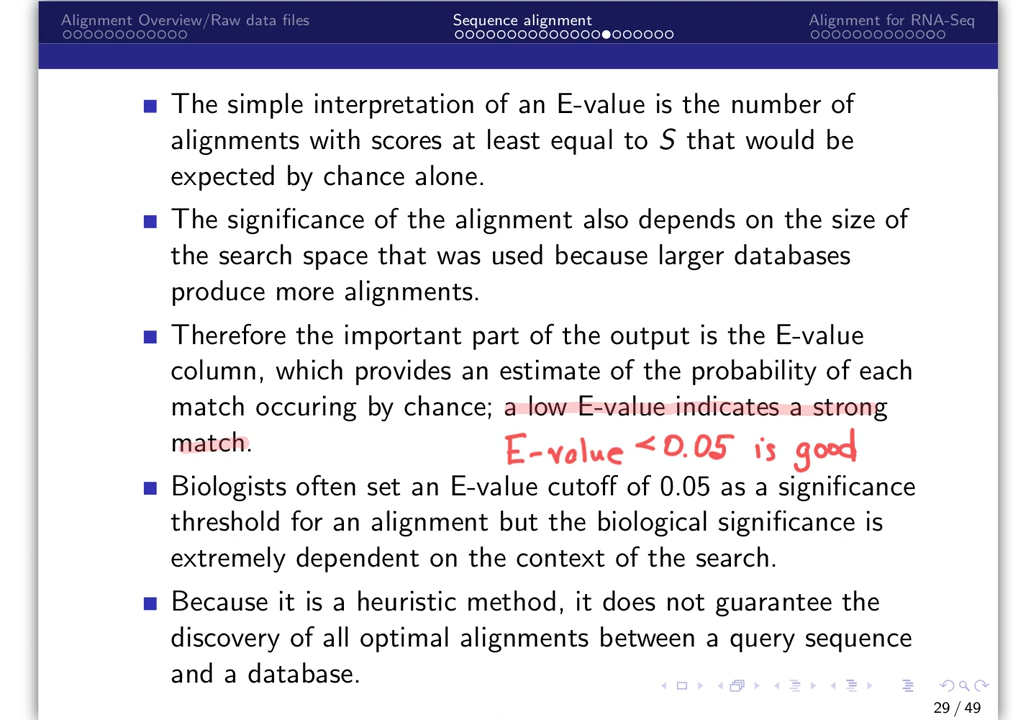 Alignment Overview/Raw data files
Sequence alignment
Alignment for RNA-Seq
The simple interpretation of an E-value is the number of
alignments with scores at least equal to S that would be
expected by chance alone.
The significance of the alignment also depends on the size of
the search space that was used because larger databases
produce more alignments.
Therefore the important part of the output is the E-value
column, which provides an estimate of the probability of each
match occuring by chance; a low E-value indicates a strong
match.
E-value < 0.05 is good
Biologists often set an E-value cutoff of 0.05 as a significance
threshold for an alignment but the biological significance is
extremely dependent on the context of the search.
Because it is a heuristic method, it does not guarantee the
discovery of all optimal alignments between a query sequence
and a database.
29 / 49